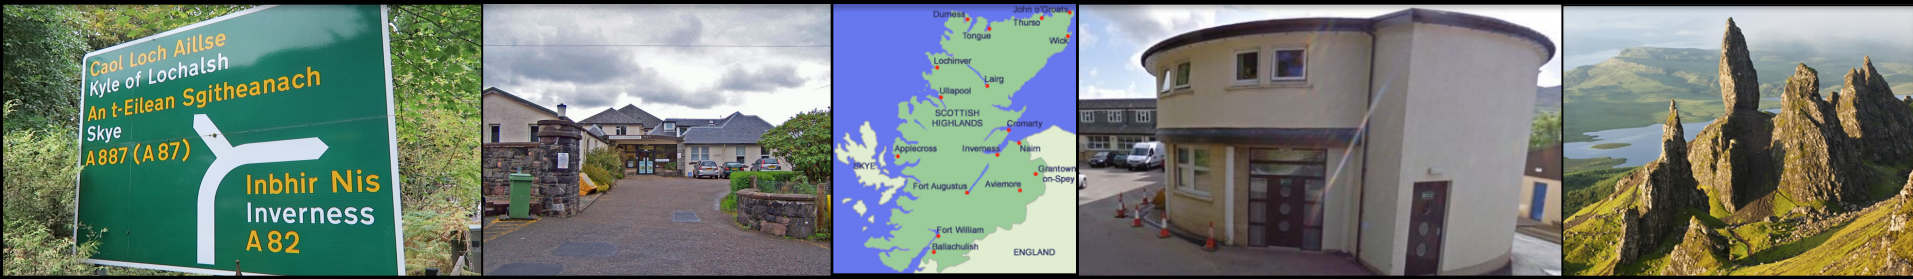 Caol Loch Aillse
Kyle of Lochalsh
An t-Eilean Sgitheanach
Skye
A887 (A87)
Inbhir Nis
Inverness
A82
Durness
John o'Groats
Thurso
Tongue
Wick
Lochinver
Lairg
Ullapool
SCOTTISH
HIGHLANDS
Cromarty
Applecross
Inverness
Nairn
SKYE
Grantown
on-Spey
Fort Augustus
Aviemore
Fort William
Ballachulish
ENGLAND